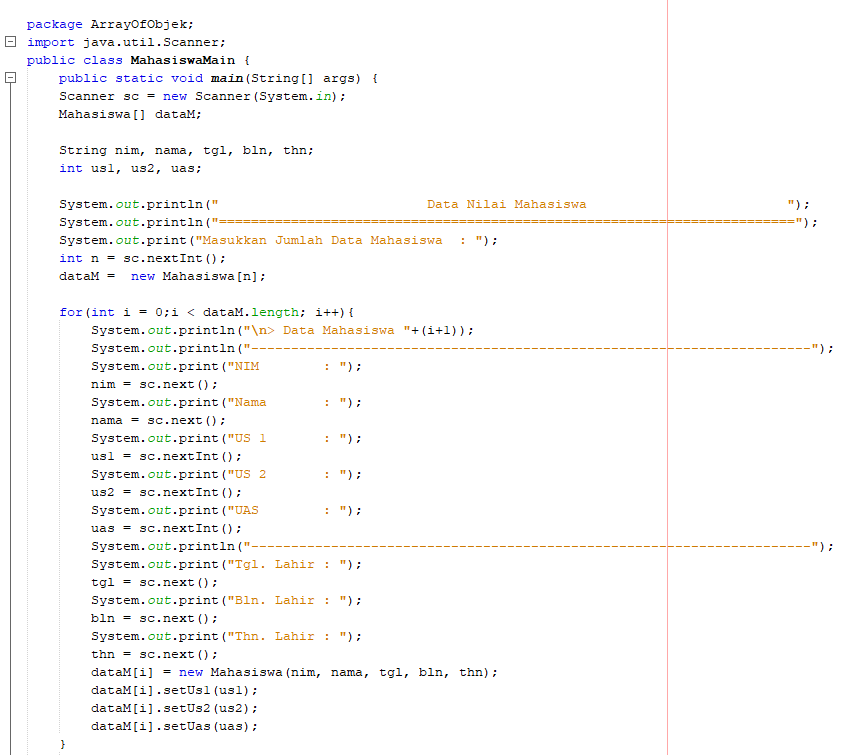 package ArrayOfObjek;
import java.util.Scanner;
public class MahasiswaMain {
    public static void main(String[] args) {
    Scanner sc = new Scanner(System.in);
    Mahasiswa[] dataM;

    String nim, nama, tgl, bln, thn;
    int us1, us2, uas;

    System.out.println("                          Data Nilai Mahasiswa                         ");
    System.out.println("========================================================================");
    System.out.print("Masukkan Jumlah Data Mahasiswa  : ");
    int n = sc.nextInt();
    dataM =  new Mahasiswa[n];

    for(int i = 0;i < dataM.length; i++){
        System.out.println("\n> Data Mahasiswa "+(i+1));
        System.out.println("----------------------------------------------------------------------");
        System.out.print("NIM        : ");
        nim = sc.next();
        System.out.print("Nama       : ");
        nama = sc.next();
        System.out.print("US 1       : ");
        us1 = sc.nextInt();
        System.out.print("US 2       : ");
        us2 = sc.nextInt();
        System.out.print("UAS        : ");
        uas = sc.nextInt();
        System.out.println("----------------------------------------------------------------------");
        System.out.print("Tgl. Lahir : ");
        tgl = sc.next();
        System.out.print("Bln. Lahir : ");
        bln = sc.next();
        System.out.print("Thn. Lahir : ");
        thn = sc.next();
        dataM[i] = new Mahasiswa(nim, nama, tgl, bln, thn);
        dataM[i].setUs1(us1);
        dataM[i].setUs2(us2);
        dataM[i].setUas(uas);
    }